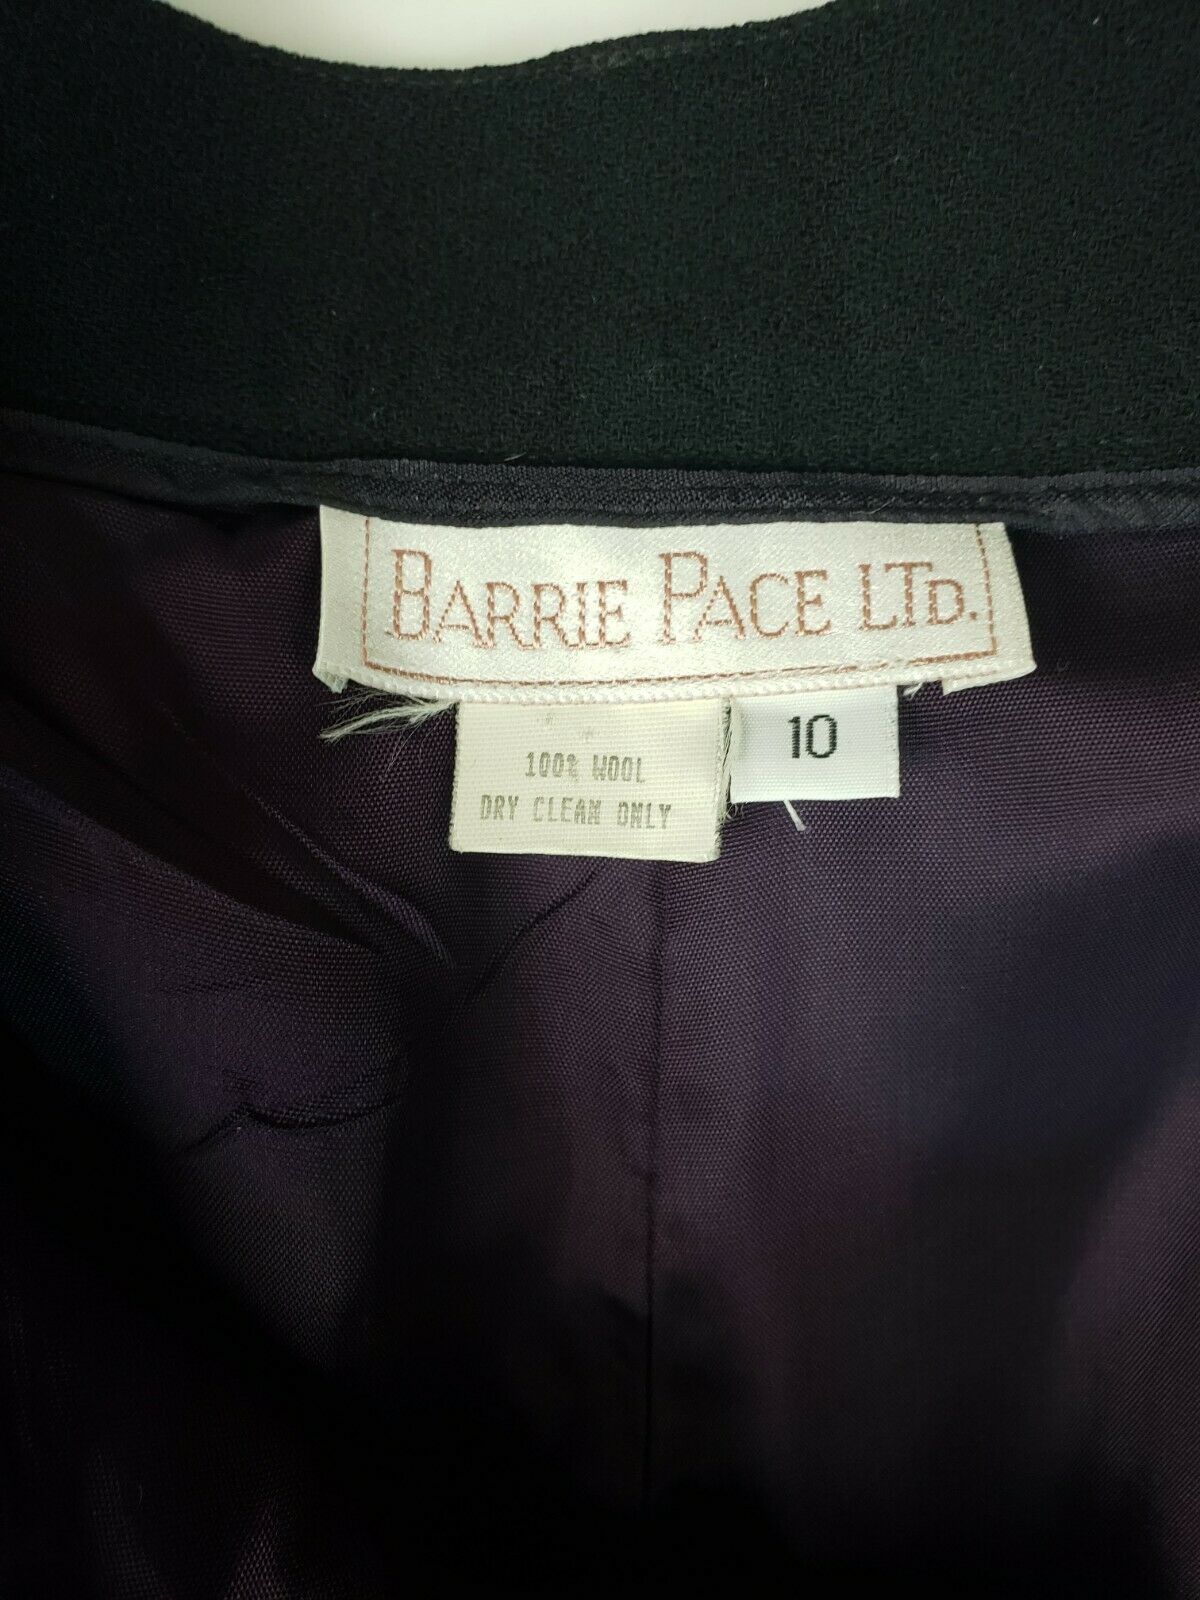 BARRIE PACE LTD.
10
100% WOOL
DRY CLEAN ONLY